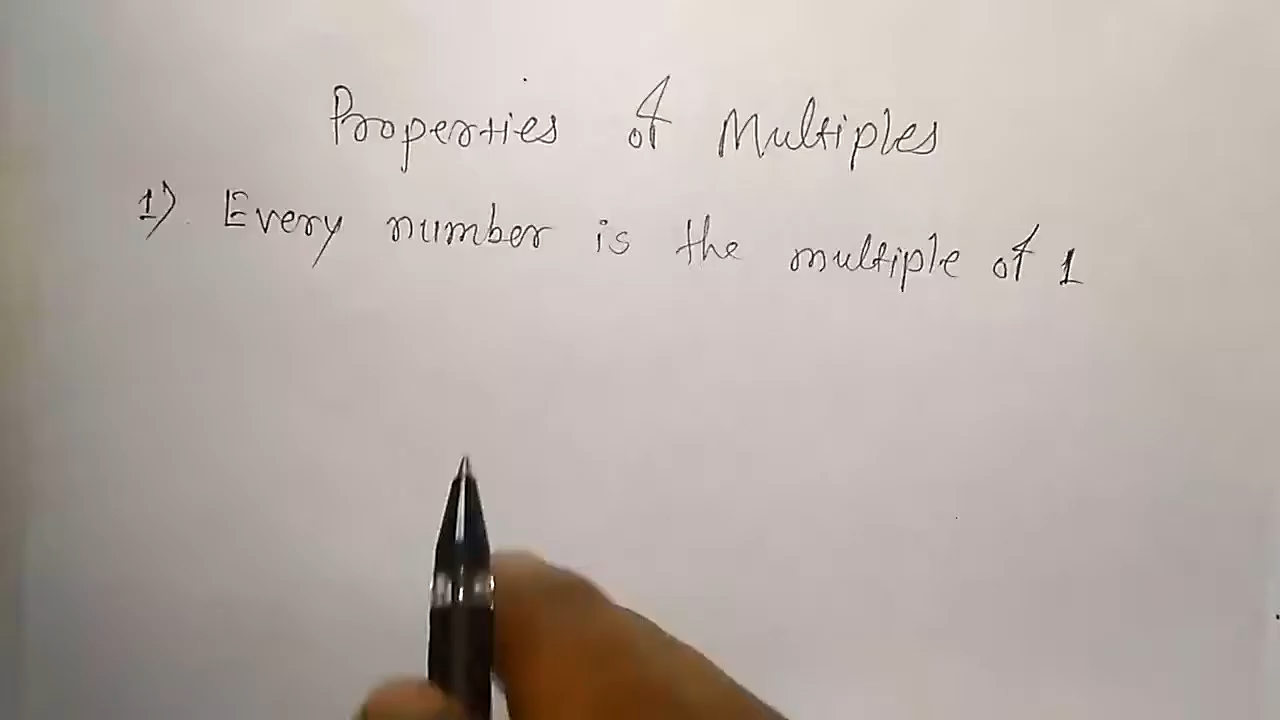 Properties of Multiples
1) Every number is the multiple of 1